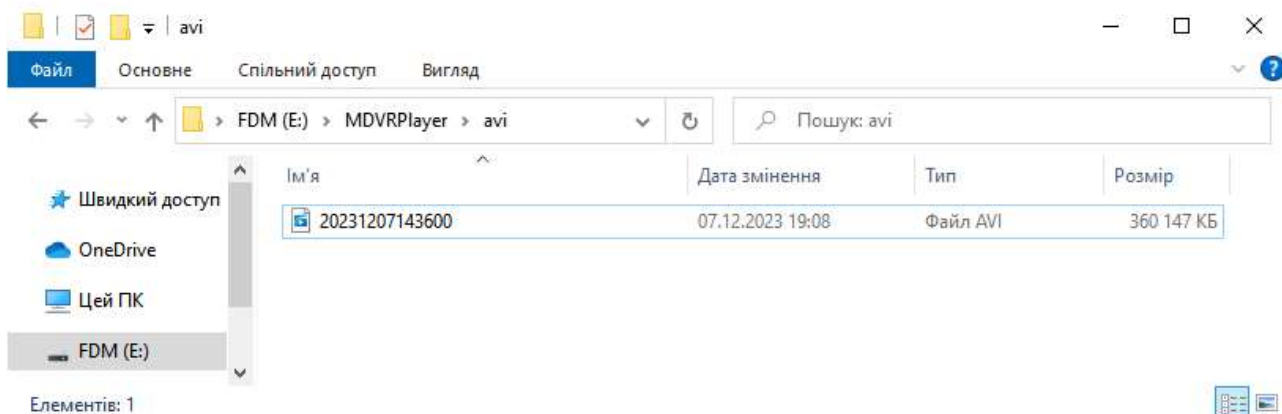 avi
Файл Основне Спільний доступ Вигляд
FDM (E:) MDVRPlayer avi Пошук: avi
Ім'я Дата змінення Тип Розмір
Швидкий доступ
20231207143600 07.12.2023 19:08 Файл AVI 360 147 КБ
OneDrive
Цей ПК
FDM (E:)
Елементів: 1